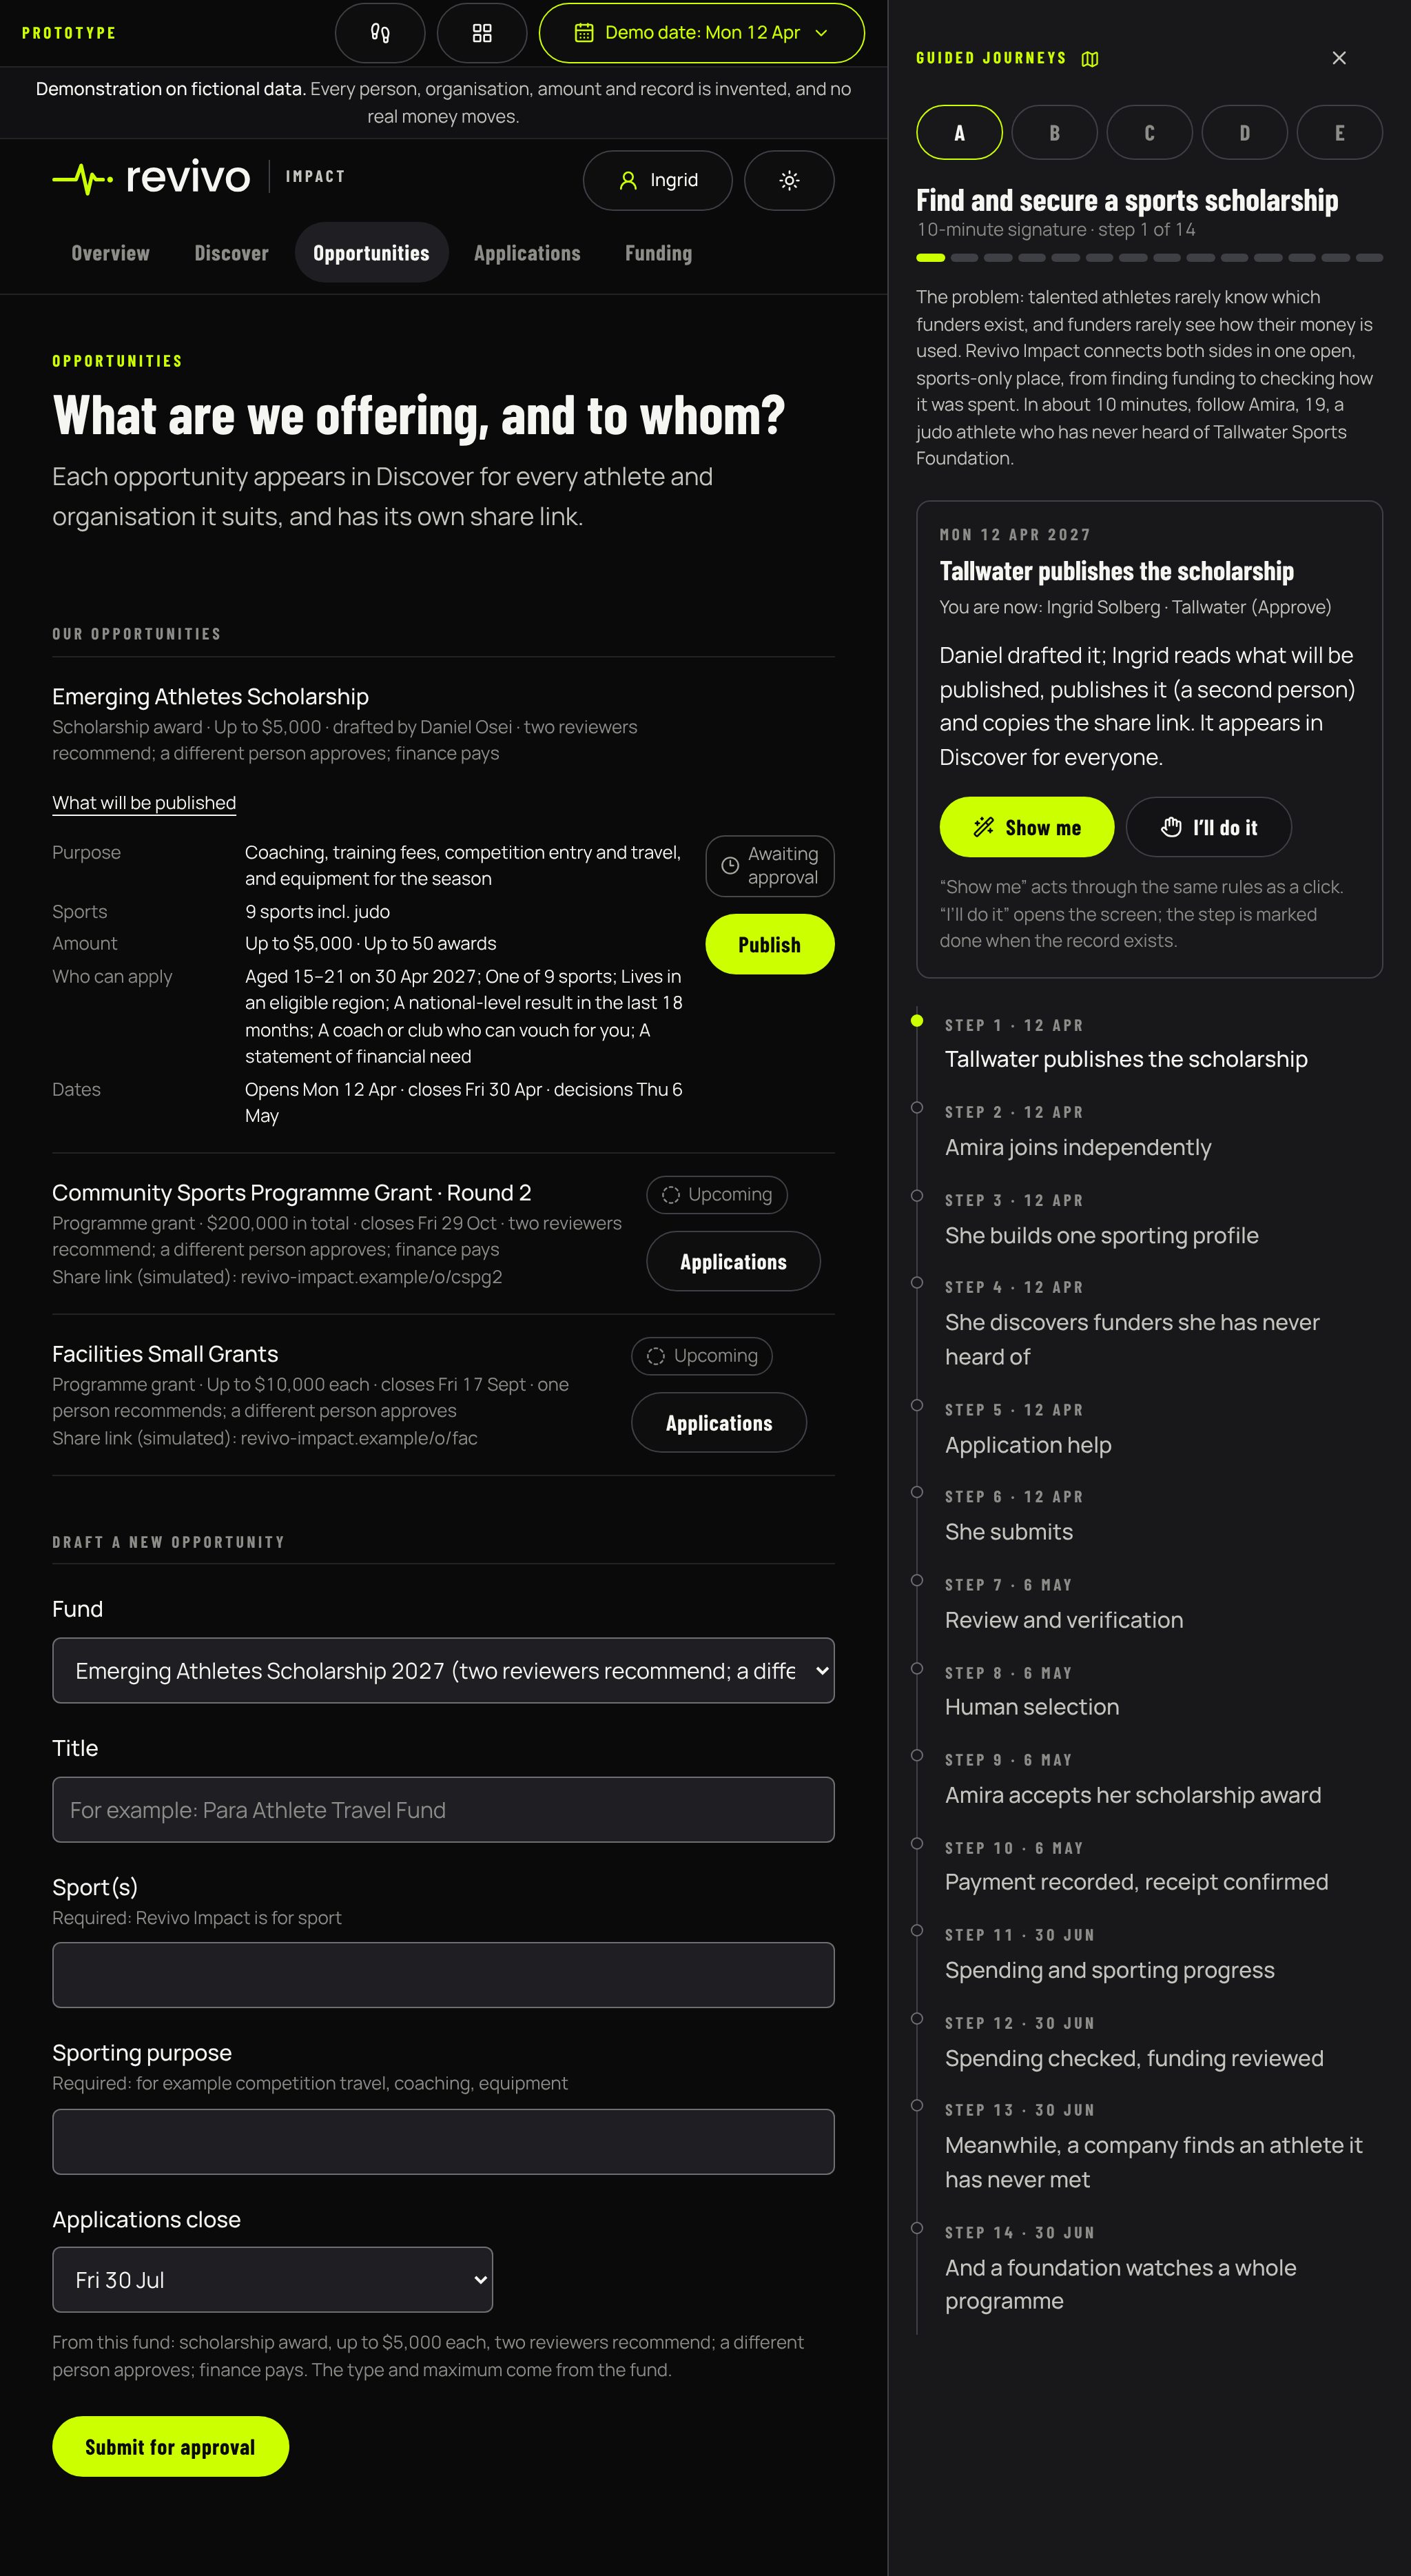 PROTOTYPE
Demo date: Mon 12 Apr
Demonstration on fictional data. Every person, organisation, amount and record is invented, and no
real money moves.
revivo
IMPACT
Ingrid
Overview
Discover
Opportunities
Applications
Funding
OPPORTUNITIES
What are we offering, and to whom?
Each opportunity appears in Discover for every athlete and
organisation it suits, and has its own share link.
OUR OPPORTUNITIES
Emerging Athletes Scholarship
Scholarship award · Up to $5,000 · drafted by Daniel Osei · two reviewers
recommend; a different person approves; finance pays
What will be published
Purpose
Coaching, training fees, competition entry and travel,
and equipment for the season
Sports
9 sports incl. judo
Amount
Up to $5,000 · Up to 50 awards
Who can apply
Aged 15–21 on 30 Apr 2027; One of 9 sports; Lives in
an eligible region; A national-level result in the last 18
months; A coach or club who can vouch for you; A
statement of financial need
Dates
Opens Mon 12 Apr · closes Fri 30 Apr · decisions Thu 6
May
Awaiting
approval
Publish
Community Sports Programme Grant · Round 2
Programme grant · $200,000 in total · closes Fri 29 Oct · two reviewers
recommend; a different person approves; finance pays
Share link (simulated): revivo-impact.example/o/cspg2
Upcoming
Applications
Facilities Small Grants
Programme grant · Up to $10,000 each · closes Fri 17 Sept · one
person recommends; a different person approves
Share link (simulated): revivo-impact.example/o/fac
Upcoming
Applications
DRAFT A NEW OPPORTUNITY
Fund
Emerging Athletes Scholarship 2027 (two reviewers recommend; a diffe
Title
For example: Para Athlete Travel Fund
Sport(s)
Required: Revivo Impact is for sport
Sporting purpose
Required: for example competition travel, coaching, equipment
Applications close
Fri 30 Jul
From this fund: scholarship award, up to $5,000 each, two reviewers recommend; a different
person approves; finance pays. The type and maximum come from the fund.
Submit for approval
GUIDED JOURNEYS
A
B
C
D
E
Find and secure a sports scholarship
10-minute signature · step 1 of 14
The problem: talented athletes rarely know which
funders exist, and funders rarely see how their money is
used. Revivo Impact connects both sides in one open,
sports-only place, from finding funding to checking how
it was spent. In about 10 minutes, follow Amira, 19, a
judo athlete who has never heard of Tallwater Sports
Foundation.
MON 12 APR 2027
Tallwater publishes the scholarship
You are now: Ingrid Solberg · Tallwater (Approve)
Daniel drafted it; Ingrid reads what will be
published, publishes it (a second person)
and copies the share link. It appears in
Discover for everyone.
Show me
I’ll do it
“Show me” acts through the same rules as a click.
“I’ll do it” opens the screen; the step is marked
done when the record exists.
STEP 1 · 12 APR
Tallwater publishes the scholarship
STEP 2 · 12 APR
Amira joins independently
STEP 3 · 12 APR
She builds one sporting profile
STEP 4 · 12 APR
She discovers funders she has never
heard of
STEP 5 · 12 APR
Application help
STEP 6 · 12 APR
She submits
STEP 7 · 6 MAY
Review and verification
STEP 8 · 6 MAY
Human selection
STEP 9 · 6 MAY
Amira accepts her scholarship award
STEP 10 · 6 MAY
Payment recorded, receipt confirmed
STEP 11 · 30 JUN
Spending and sporting progress
STEP 12 · 30 JUN
Spending checked, funding reviewed
STEP 13 · 30 JUN
Meanwhile, a company finds an athlete it
has never met
STEP 14 · 30 JUN
And a foundation watches a whole
programme